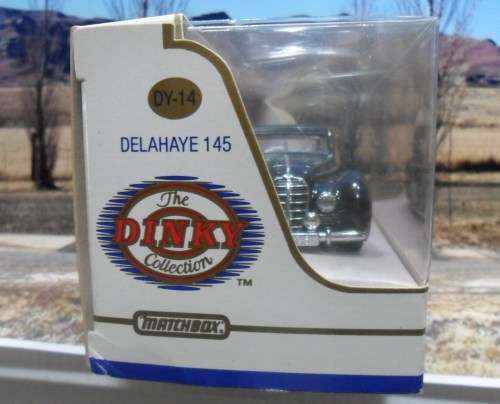 DY-14
DELAHAYE 145
The
DINKY
Collection
TM
MATCHBOX